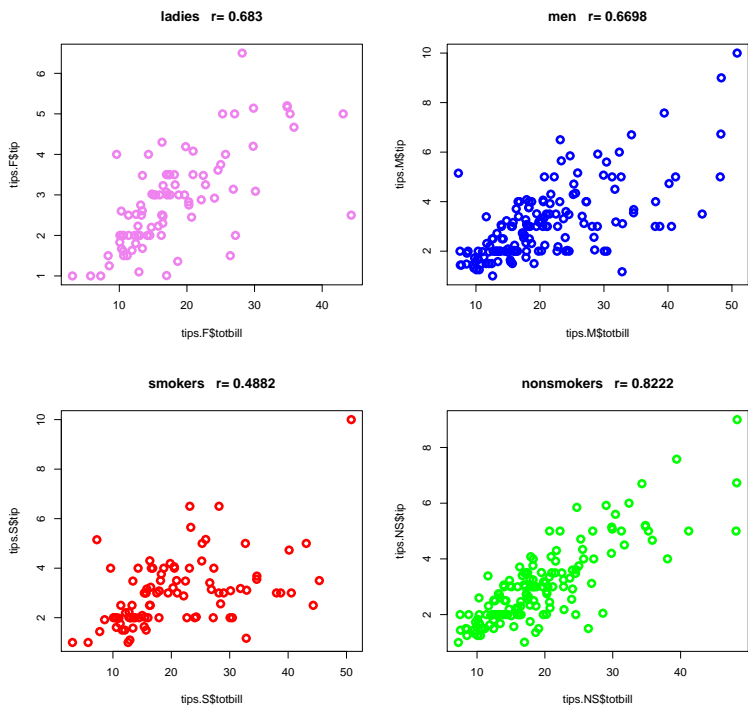 ladies r= 0.683
6
5
4
3
2
1
tips.F$tip
10 20 30 40
tips.F$totbill
men r= 0.6698
10
8
6
4
2
tips.M$tip
10 20 30 40 50
tips.M$totbill
smokers r= 0.4882
10
8
6
4
2
tips.S$tip
10 20 30 40 50
tips.S$totbill
nonsmokers r= 0.8222
8
6
4
2
tips.NS$tip
10 20 30 40
tips.NS$totbill